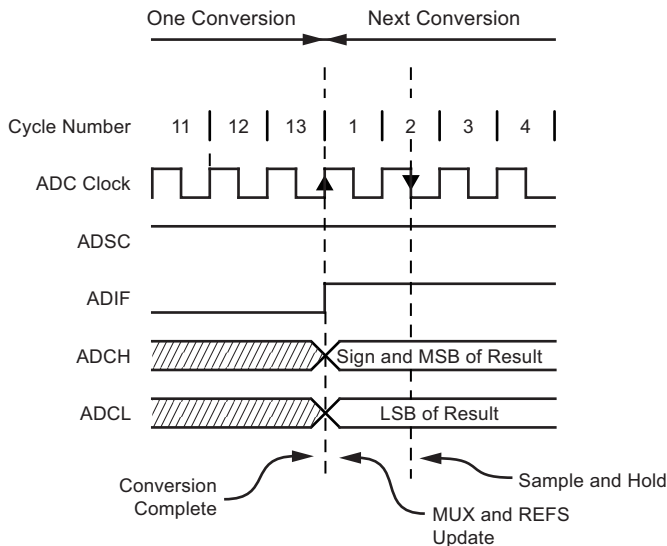 One Conversion Next Conversion
Cycle Number 11 12 13 1 2 3 4
ADC Clock
ADSC
ADIF
ADCH Sign and MSB of Result
ADCL LSB of Result
Conversion
Complete
MUX and REFS
Update
Sample and Hold